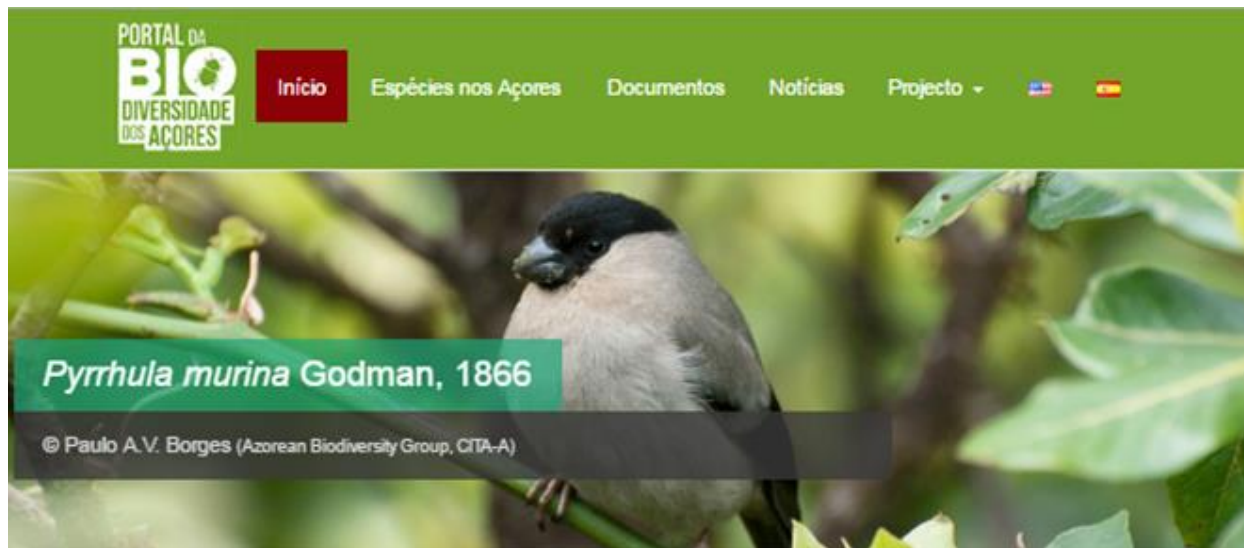 PORTAL DA
BIO
DIVERSIDADE
DOS AÇORES
Início Espécies nos Açores Documentos Notícias Projecto
Pyrrhula murina Godman, 1866
© Paulo A.V. Borges (Azorean Biodiversity Group, CITA-A)